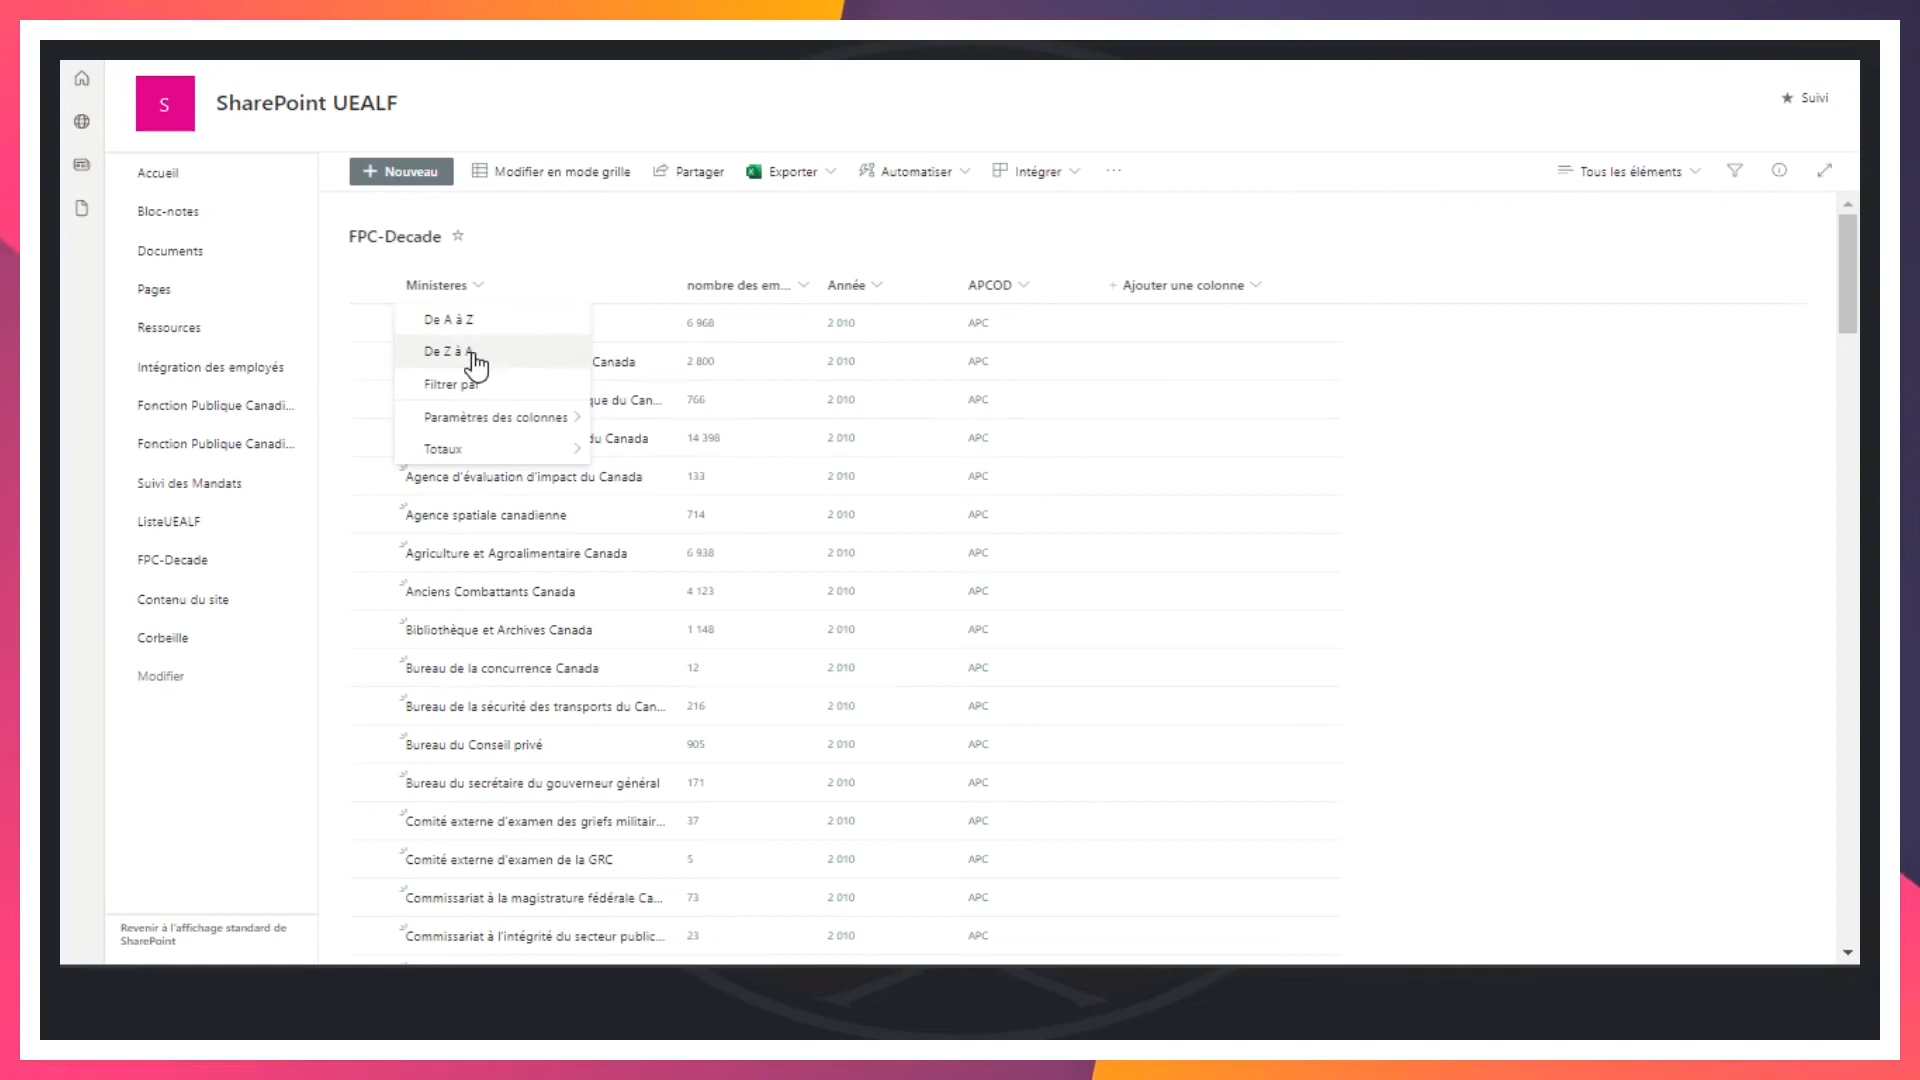 S
SharePoint UEALF
Suivi
Accueil
Bloc-notes
Documents
Pages
Ressources
Intégration des employés
Fonction Publique Canadi...
Fonction Publique Canadi...
Suivi des Mandats
ListeUEALF
FPC-Decade
Contenu du site
Corbeille
Modifier
Revenir à l'affichage standard de
SharePoint
+ Nouveau Modifier en mode grille Partager Exporter Automatiser Intégrer ... Tous les éléments
FPC-Decade
Ministeres nombre des em... Année APCOD + Ajouter une colonne
De A à Z
De Z à A
Filtrer par
Paramètres des colonnes
Totaux
6 968 2 010 APC
Canada 2 800 2 010 APC
que du Can... 766 2 010 APC
du Canada 14 398 2 010 APC
Agence d'évaluation d'impact du Canada 133 2 010 APC
Agence spatiale canadienne 714 2 010 APC
Agriculture et Agroalimentaire Canada 6 938 2 010 APC
Anciens Combattants Canada 4 123 2 010 APC
Bibliothèque et Archives Canada 1 148 2 010 APC
Bureau de la concurrence Canada 12 2 010 APC
Bureau de la sécurité des transports du Can... 216 2 010 APC
Bureau du Conseil privé 905 2 010 APC
Bureau du secrétaire du gouverneur général 171 2 010 APC
Comité externe d'examen des griefs militair... 37 2 010 APC
Comité externe d'examen de la GRC 5 2 010 APC
Commissariat à la magistrature fédérale Ca... 73 2 010 APC
Commissariat à l'intégrité du secteur public... 23 2 010 APC